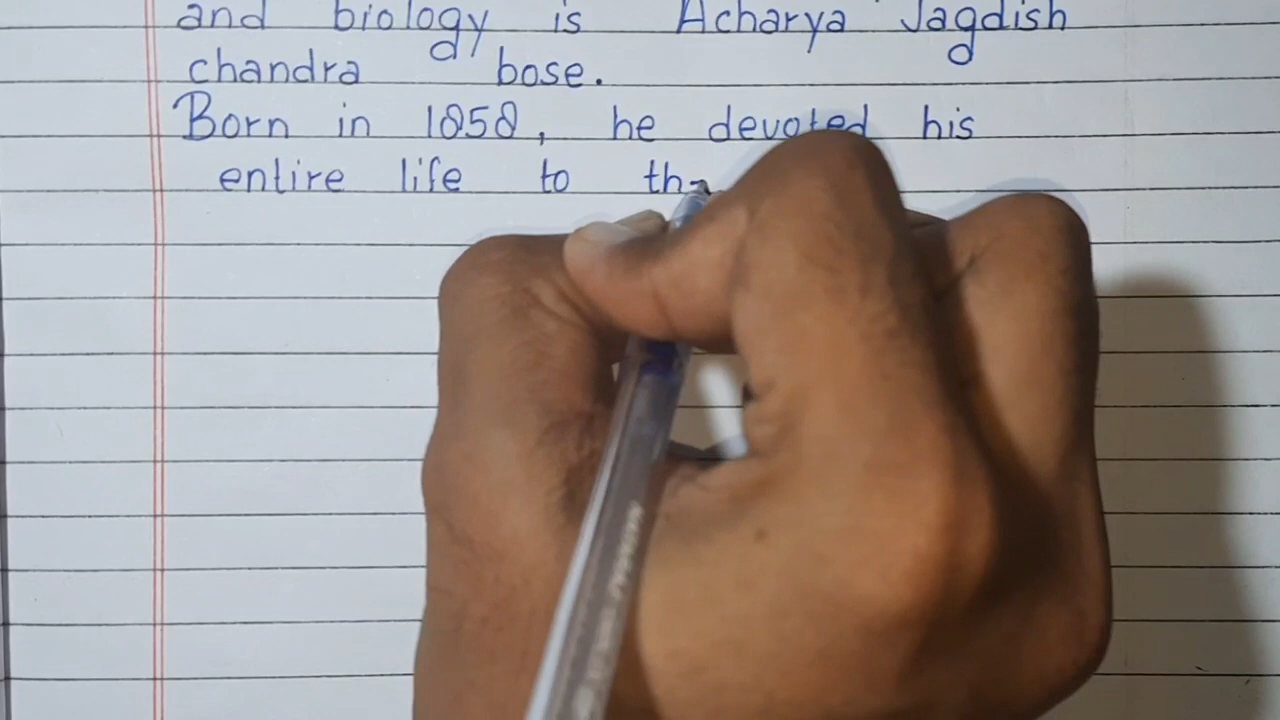 and biology is Acharya Jagdish
chandra bose.
Born in 1858, he devoted his
entire life to